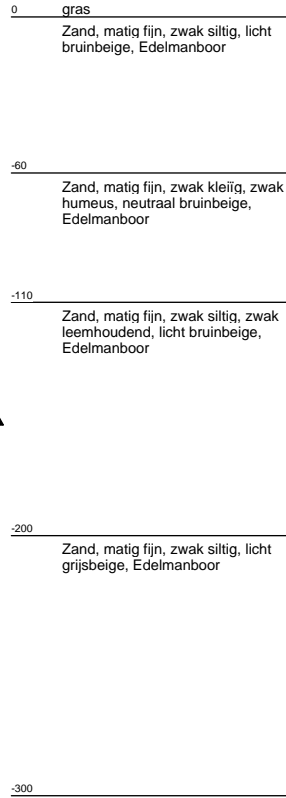 0 gras
Zand, matig fijn, zwak siltig, licht
bruinbeige, Edelmanboor
-60
Zand, matig fijn, zwak kleiïg, zwak
humeus, neutraal bruinbeige,
Edelmanboor
-110
Zand, matig fijn, zwak siltig, zwak
leemhoudend, licht bruinbeige,
Edelmanboor
-200
Zand, matig fijn, zwak siltig, licht
grijsbeige, Edelmanboor
-300